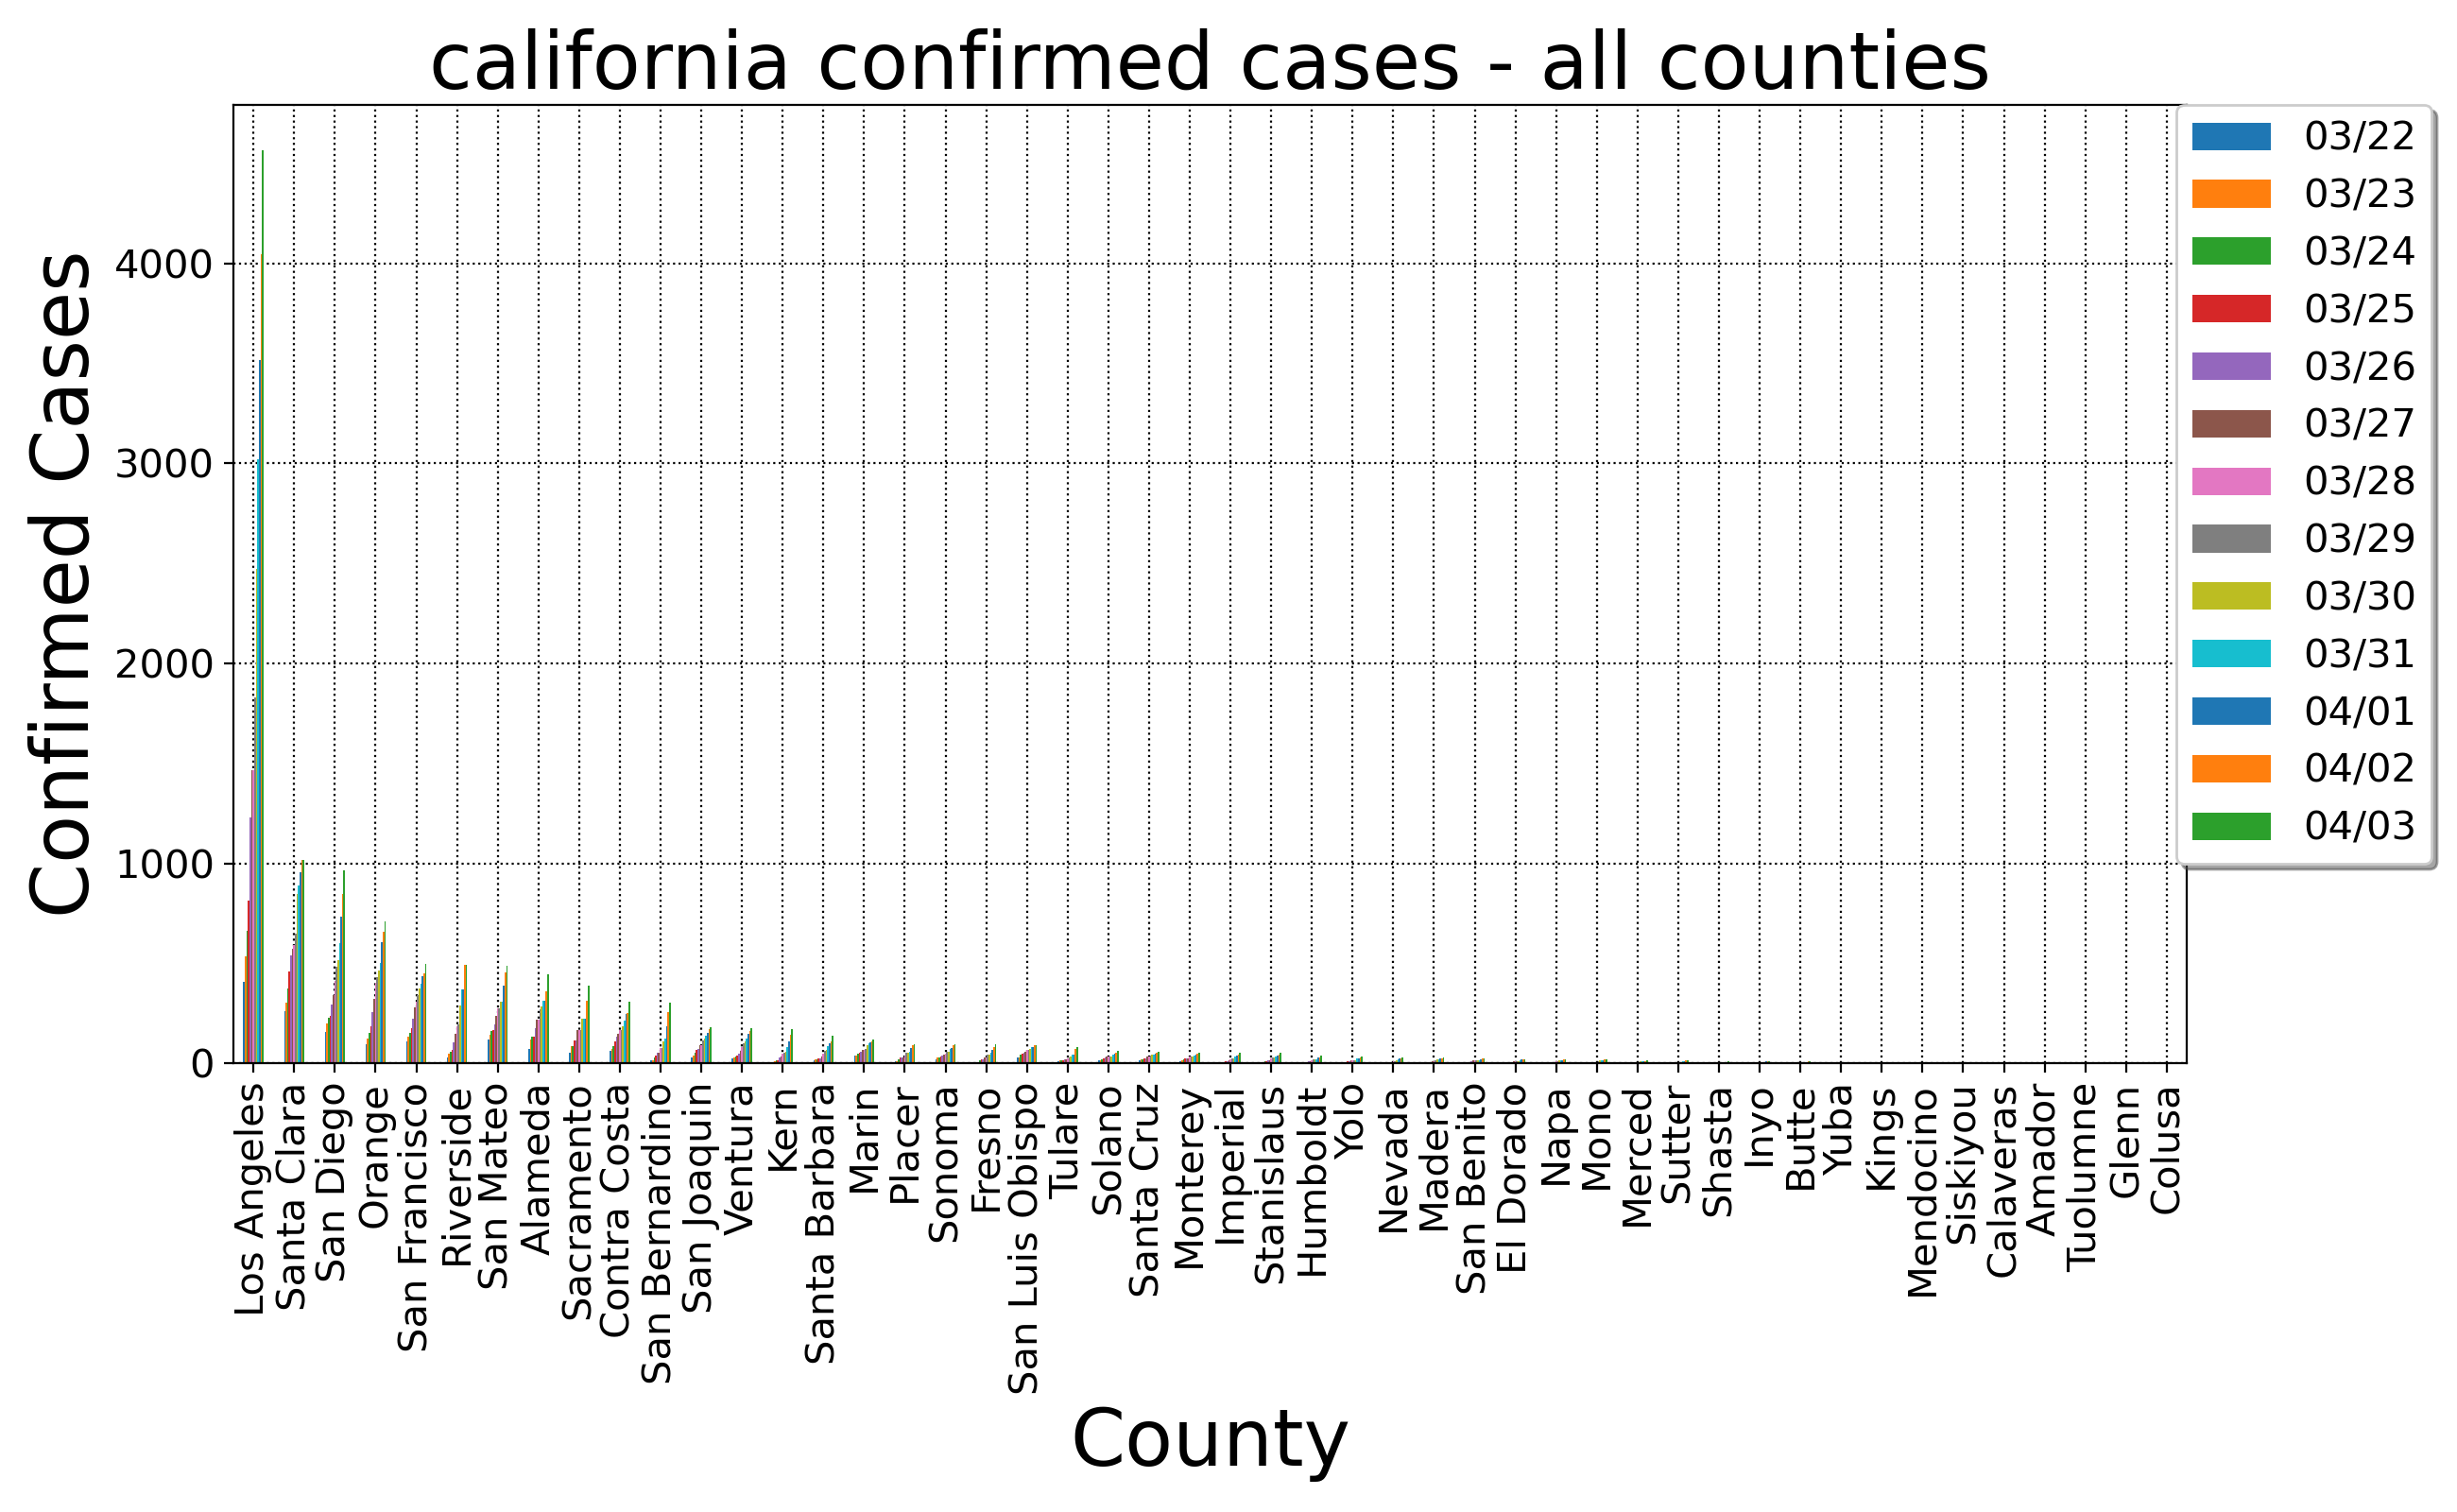 california confirmed cases - all counties
Confirmed Cases
4000
3000
2000
1000
0
03/22
03/23
03/24
03/25
03/26
03/27
03/28
03/29
03/30
03/31
04/01
04/02
04/03
Los Angeles
Santa Clara
San Diego
Orange
San Francisco
Riverside
San Mateo
Alameda
Sacramento
Contra Costa
San Bernardino
San Joaquin
Ventura
Kern
Santa Barbara
Marin
Placer
Sonoma
Fresno
San Luis Obispo
Tulare
Solano
Santa Cruz
Monterey
Imperial
Stanislaus
Humboldt
Yolo
Nevada
Madera
San Benito
El Dorado
Napa
Mono
Merced
Sutter
Shasta
Inyo
Butte
Yuba
Kings
Mendocino
Siskiyou
Calaveras
Amador
Tuolumne
Glenn
Colusa
County